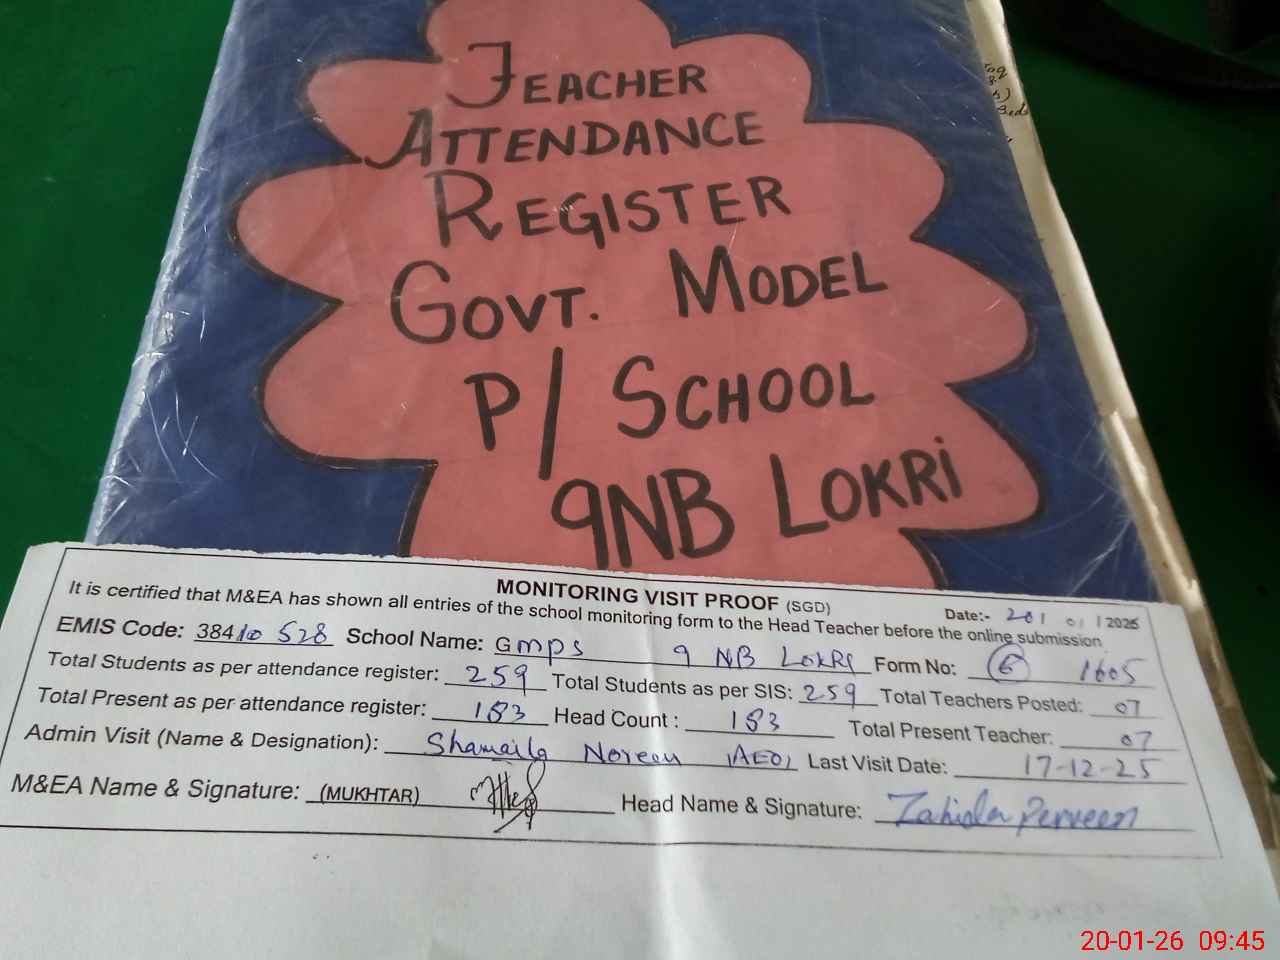 TEACHER
ATTENDANCE
REGISTER
GOVT. MODEL
P/SCHOOL
9NB LOKRI
MONITORING VISIT PROOF (SGD)
Date:- 20/ 01/2026
It is certified that M&EA has shown all entries of the school monitoring form to the Head Teacher before the online submission
EMIS Code: 38410528 School Name: GMPS 9 NB LOKRI Form No: 6 1605
Total Students as per attendance register: 259 Total Students as per SIS: 259 Total Teachers Posted: 07
Total Present as per attendance register: 183 Head Count : 183 Total Present Teacher: 07
Admin Visit (Name & Designation): Shamaila Noreen AEO, Last Visit Date: 17-12-25
M&EA Name & Signature: (MUKHTAR) Head Name & Signature: Zahida Perveen
20-01-26 09:45